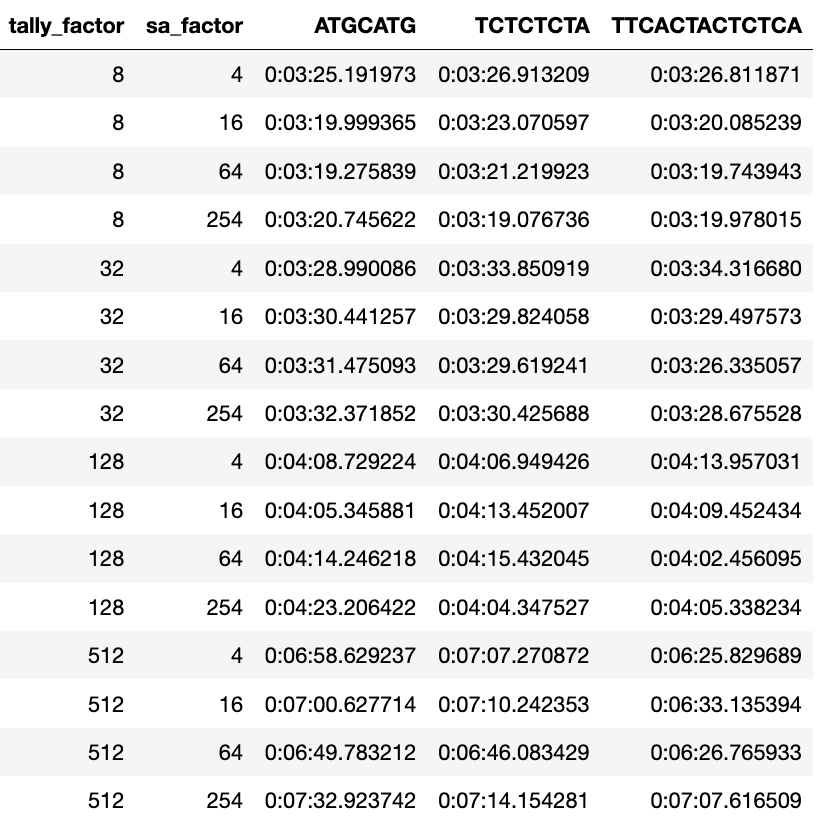 tally_factor sa_factor ATGCATG TCTCTCTA TTCACTACTCTCA
8 4 0:03:25.191973 0:03:26.913209 0:03:26.811871
8 16 0:03:19.999365 0:03:23.070597 0:03:20.085239
8 64 0:03:19.275839 0:03:21.219923 0:03:19.743943
8 254 0:03:20.745622 0:03:19.076736 0:03:19.978015
32 4 0:03:28.990086 0:03:33.850919 0:03:34.316680
32 16 0:03:30.441257 0:03:29.824058 0:03:29.497573
32 64 0:03:31.475093 0:03:29.619241 0:03:26.335057
32 254 0:03:32.371852 0:03:30.425688 0:03:28.675528
128 4 0:04:08.729224 0:04:06.949426 0:04:13.957031
128 16 0:04:05.345881 0:04:13.452007 0:04:09.452434
128 64 0:04:14.246218 0:04:15.432045 0:04:02.456095
128 254 0:04:23.206422 0:04:04.347527 0:04:05.338234
512 4 0:06:58.629237 0:07:07.270872 0:06:25.829689
512 16 0:07:00.627714 0:07:10.242353 0:06:33.135394
512 64 0:06:49.783212 0:06:46.083429 0:06:26.765933
512 254 0:07:32.923742 0:07:14.154281 0:07:07.616509